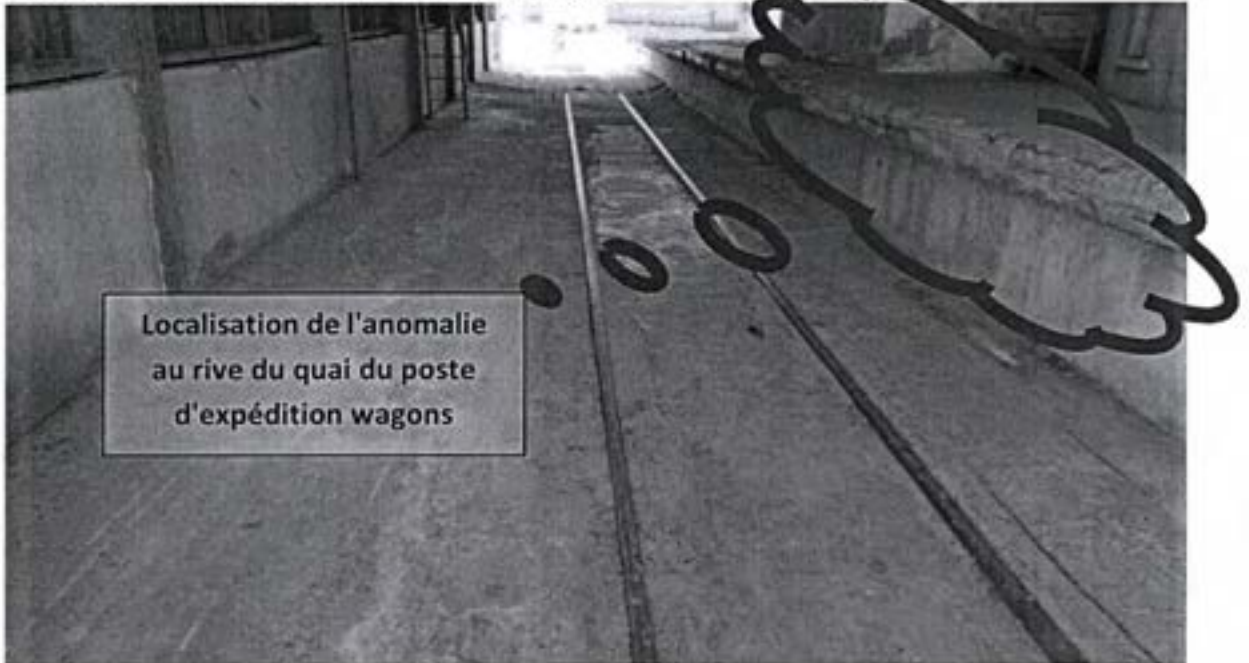 Localisation de l'anomalie
au rive du quai du poste
d'expédition wagons